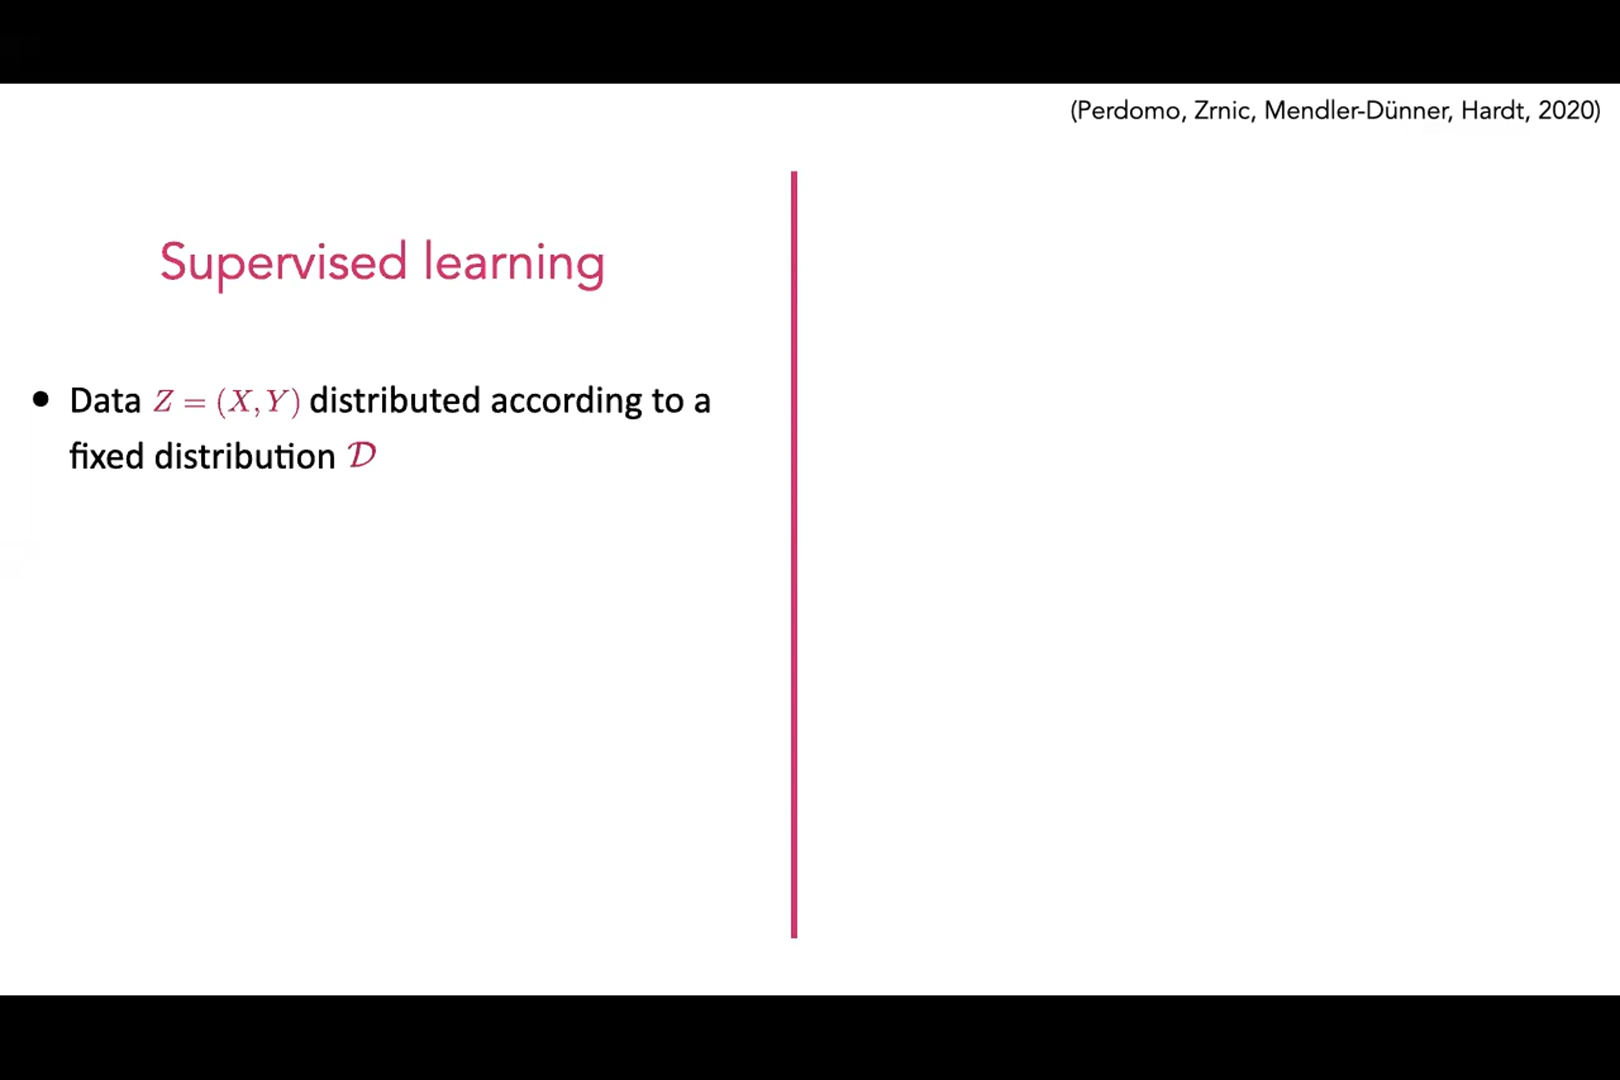 (Perdomo, Zrnic, Mendler-Dünner, Hardt, 2020)
Supervised learning
• Data Z = (X, Y) distributed according to a
fixed distribution 𝒟